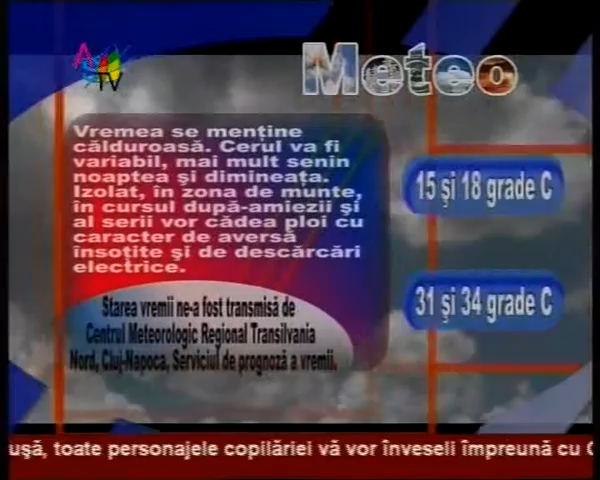 A
TV
Meteo
Vremea se menține
călduroasă. Cerul va fi
variabil, mai mult senin
noaptea și dimineața.
Izolat, în zona de munte,
în cursul după-amiezii și
al serii vor cădea ploi cu
caracter de aversă
însoțite și de descărcări
electrice.
15 și 18 grade C
31 și 34 grade C
Starea vremii ne-a fost transmisă de
Centrul Meteorologic Regional Transilvania
Nord, Cluj-Napoca, Serviciul de prognoză a vremii.
ușă, toate personajele copilăriei vă vor înveseli împreună cu